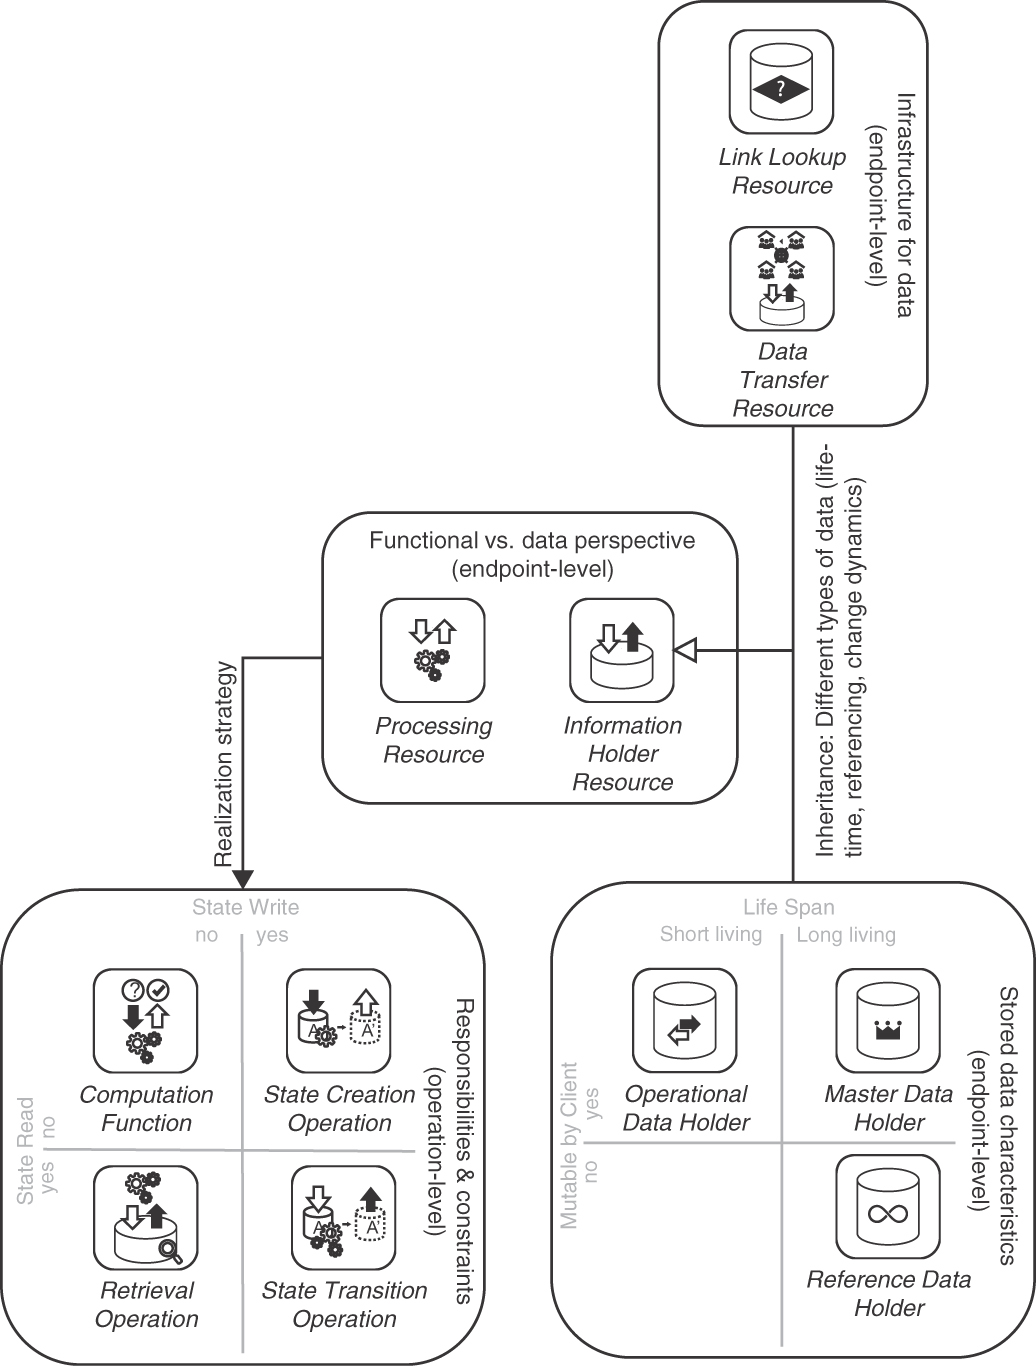 Link Lookup
Resource
Data
Transfer
Resource
Infrastructure for data
(endpoint-level)
Inheritance: Different types of data (life-
time, referencing, change dynamics)
Functional vs. data perspective
(endpoint-level)
Processing
Resource
Information
Holder
Resource
Realization strategy
State Write
no yes
State Read
no
yes
Computation
Function
State Creation
Operation
Retrieval
Operation
State Transition
Operation
Responsibilities & constraints
(operation-level)
Life Span
Short living Long living
Mutable by Client
yes
no
Operational
Data Holder
Master Data
Holder
Reference Data
Holder
Stored data characteristics
(endpoint-level)
?
?
A A'
A A'